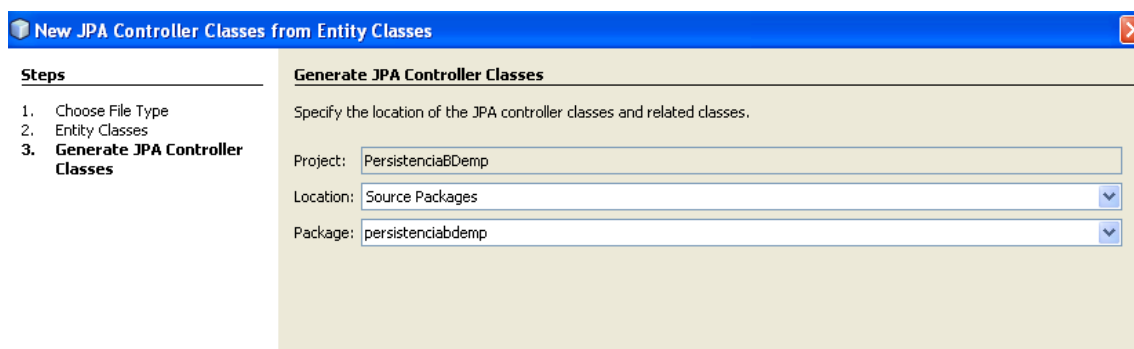 New JPA Controller Classes from Entity Classes
Steps
1. Choose File Type
2. Entity Classes
3. Generate JPA Controller
Classes
Generate JPA Controller Classes
Specify the location of the JPA controller classes and related classes.
Project: PersistenciaBDemp
Location: Source Packages
Package: persistenciabdemp